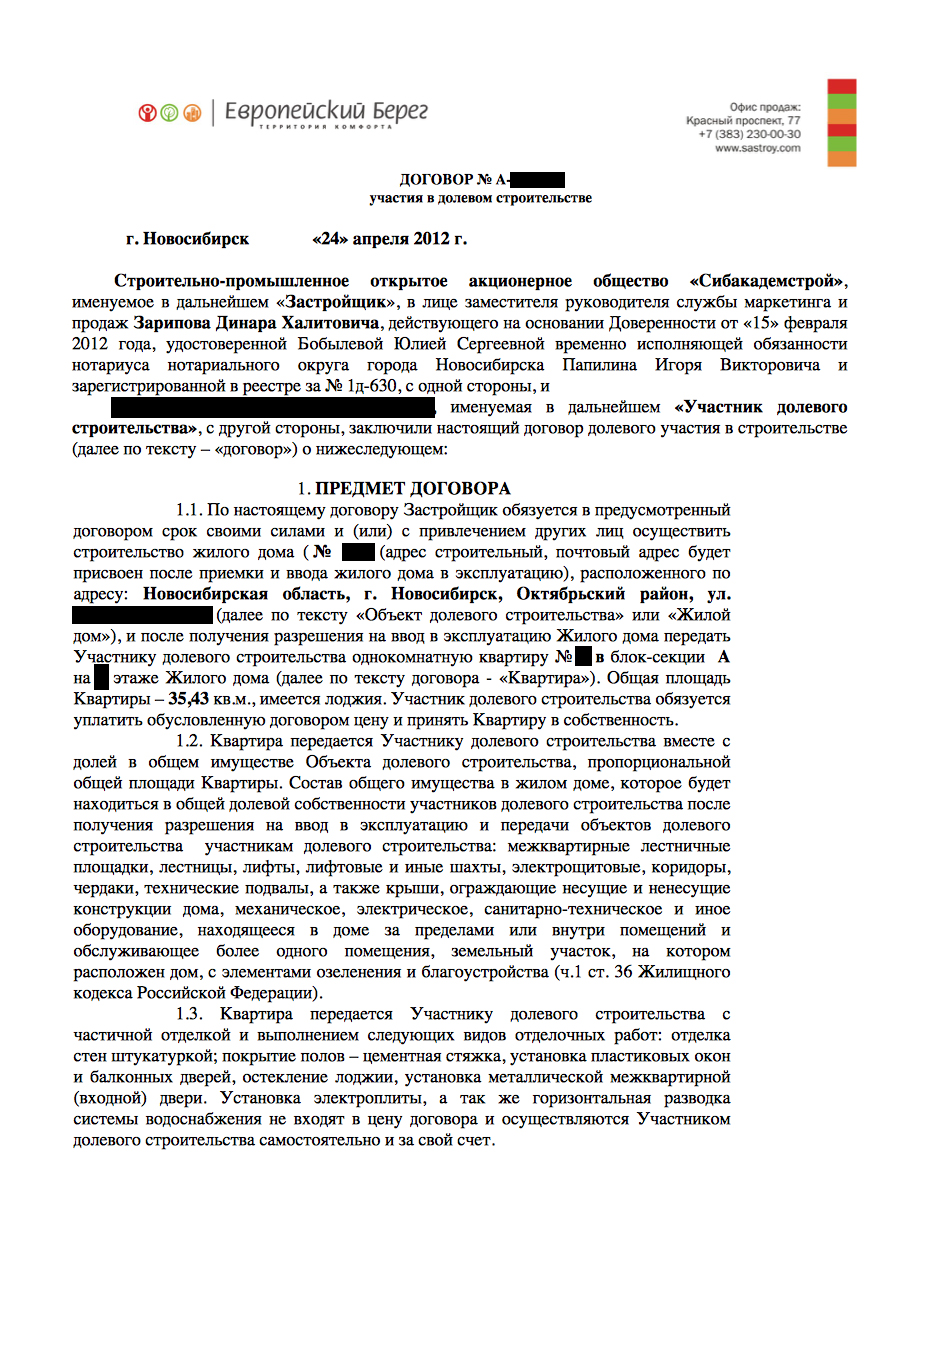 Европейский Берег
ТЕРРИТОРИЯ КОМФОРТА
Офис продаж:
Красный проспект, 77
+7 (383) 230-00-30
www.sastroy.com
ДОГОВОР № А-
участия в долевом строительстве
г. Новосибирск «24» апреля 2012 г.
Строительно-промышленное открытое акционерное общество «Сибакадемстрой»,
именуемое в дальнейшем «Застройщик», в лице заместителя руководителя службы маркетинга и
продаж Зарипова Динара Халитовича, действующего на основании Доверенности от «15» февраля
2012 года, удостоверенной Бобылевой Юлией Сергеевной временно исполняющей обязанности
нотариуса нотариального округа города Новосибирска Папилина Игоря Викторовича и
зарегистрированной в реестре за № 1д-630, с одной стороны, и
, именуемая в дальнейшем «Участник долевого
строительства», с другой стороны, заключили настоящий договор долевого участия в строительстве
(далее по тексту – «договор») о нижеследующем:
1. ПРЕДМЕТ ДОГОВОРА
1.1. По настоящему договору Застройщик обязуется в предусмотренный
договором срок своими силами и (или) с привлечением других лиц осуществить
строительство жилого дома ( № (адрес строительный, почтовый адрес будет
присвоен после приемки и ввода жилого дома в эксплуатацию), расположенного по
адресу: Новосибирская область, г. Новосибирск, Октябрьский район, ул.
(далее по тексту «Объект долевого строительства» или «Жилой
дом»), и после получения разрешения на ввод в эксплуатацию Жилого дома передать
Участнику долевого строительства однокомнатную квартиру № в блок-секции А
на этаже Жилого дома (далее по тексту договора - «Квартира»). Общая площадь
Квартиры – 35,43 кв.м., имеется лоджия. Участник долевого строительства обязуется
уплатить обусловленную договором цену и принять Квартиру в собственность.
1.2. Квартира передается Участнику долевого строительства вместе с
долей в общем имуществе Объекта долевого строительства, пропорциональной
общей площади Квартиры. Состав общего имущества в жилом доме, которое будет
находиться в общей долевой собственности участников долевого строительства после
получения разрешения на ввод в эксплуатацию и передачи объектов долевого
строительства участникам долевого строительства: межквартирные лестничные
площадки, лестницы, лифты, лифтовые и иные шахты, электрощитовые, коридоры,
чердаки, технические подвалы, а также крыши, ограждающие несущие и ненесущие
конструкции дома, механическое, электрическое, санитарно-техническое и иное
оборудование, находящееся в доме за пределами или внутри помещений и
обслуживающее более одного помещения, земельный участок, на котором
расположен дом, с элементами озеленения и благоустройства (ч.1 ст. 36 Жилищного
кодекса Российской Федерации).
1.3. Квартира передается Участнику долевого строительства с
частичной отделкой и выполнением следующих видов отделочных работ: отделка
стен штукатуркой; покрытие полов – цементная стяжка, установка пластиковых окон
и балконных дверей, остекление лоджии, установка металлической межквартирной
(входной) двери. Установка электроплиты, а так же горизонтальная разводка
системы водоснабжения не входят в цену договора и осуществляются Участником
долевого строительства самостоятельно и за свой счет.